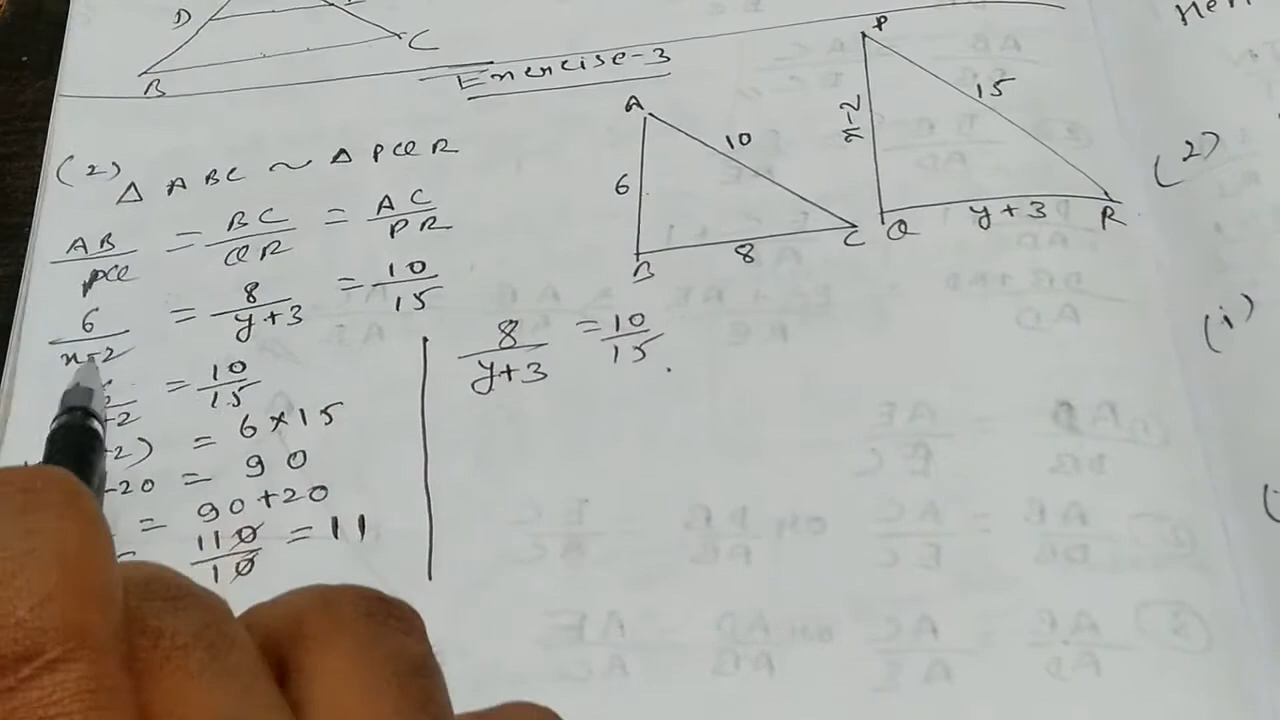 D
C
B
Exercise-3
(2)
△ ABC ~ △ PQR
AB/PQ = BC/QR = AC/PR
6/x-2 = 8/y+3 = 10/15
= 10/15
-2) = 6×15
-20 = 90
= 90+20
= 110/10 = 11
8/y+3 = 10/15
A
6
10
B
8
C
P
x-2
15
Q
y+3
R
(2)
(i)